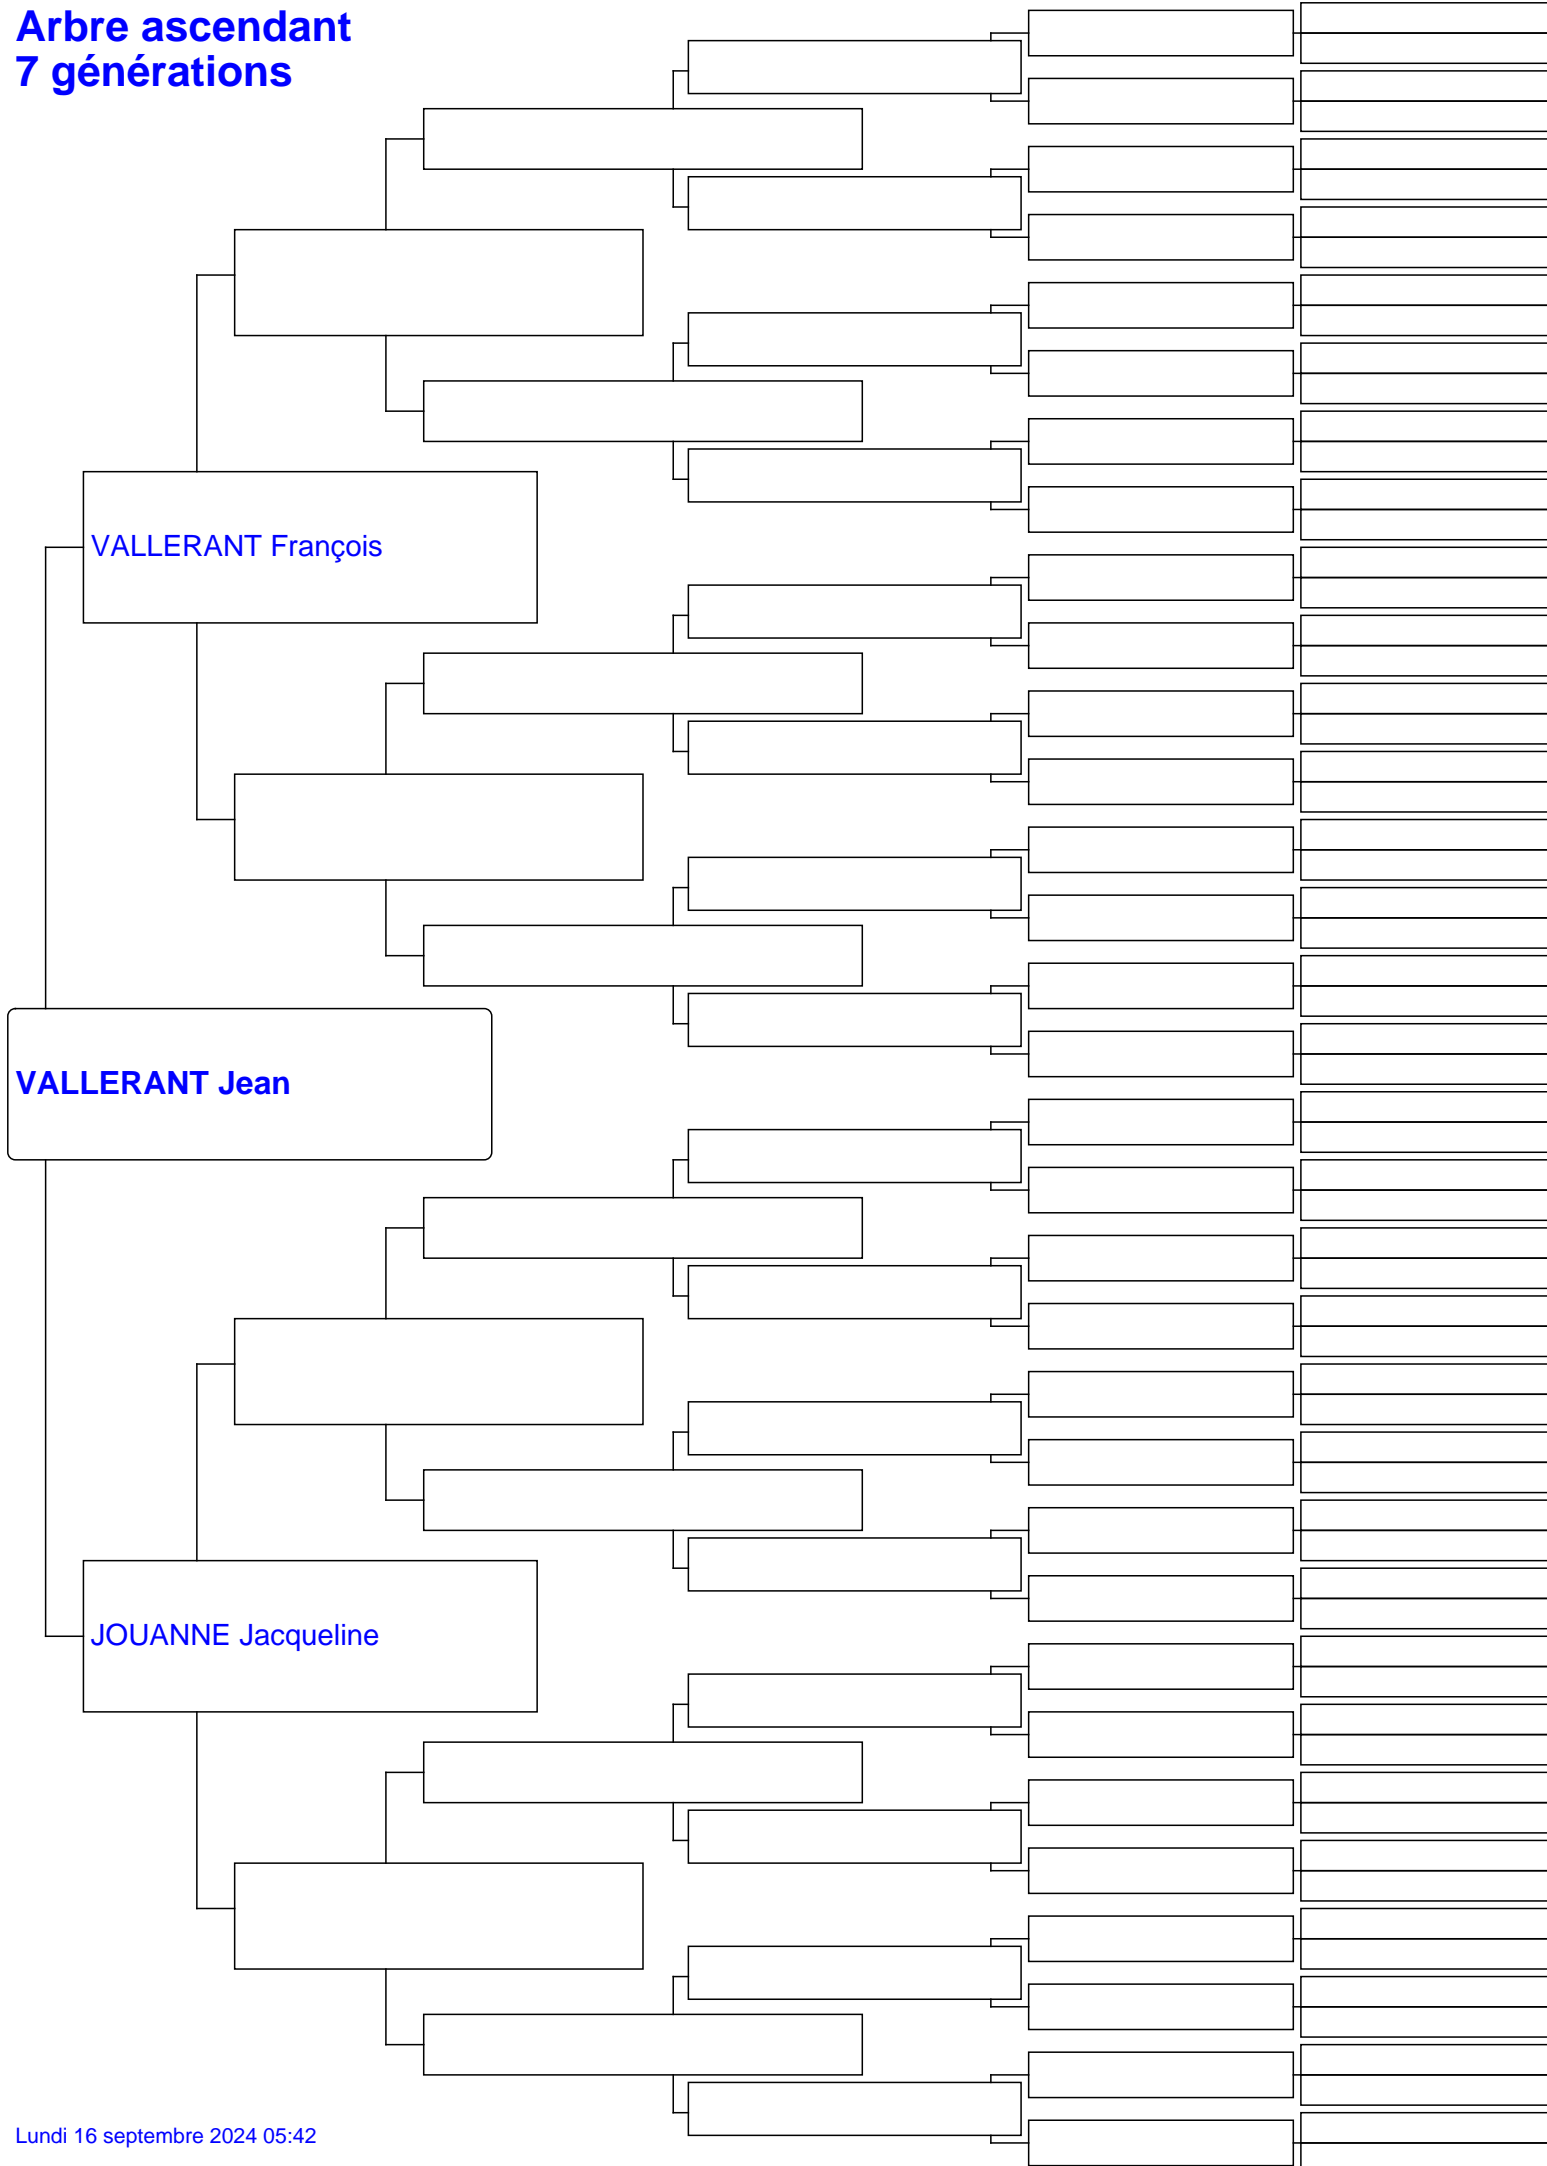 Arbre ascendant
7 générations
VALLERANT François
VALLERANT Jean
JOUANNE Jacqueline
Lundi 16 septembre 2024 05:42